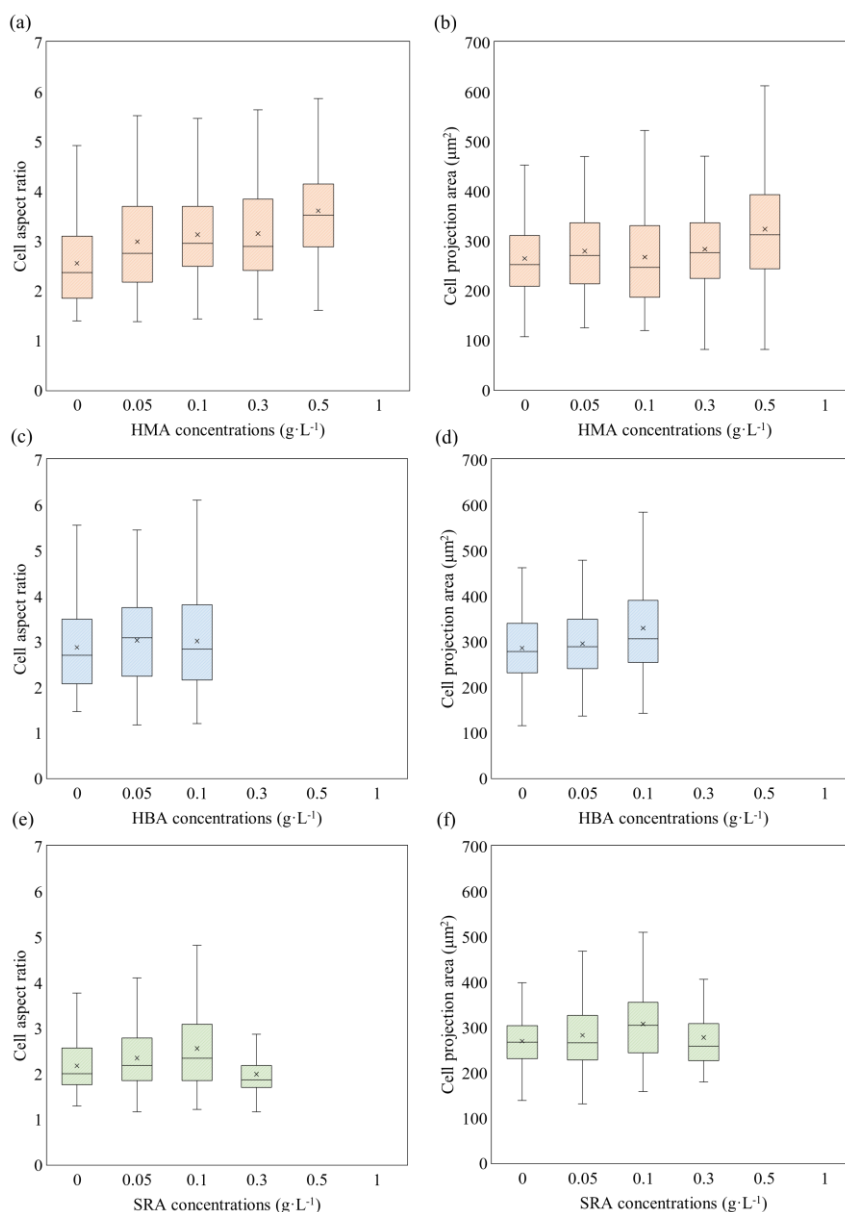 (a)
7
6
5
4
3
2
1
0
Cell aspect ratio
0 0.05 0.1 0.3 0.5 1
HMA concentrations (g·L⁻¹)
(b)
700
600
500
400
300
200
100
0
Cell projection area (μm²)
0 0.05 0.1 0.3 0.5 1
HMA concentrations (g·L⁻¹)
(c)
7
6
5
4
3
2
1
0
Cell aspect ratio
0 0.05 0.1 0.3 0.5 1
HBA concentrations (g·L⁻¹)
(d)
700
600
500
400
300
200
100
0
Cell projection area (μm²)
0 0.05 0.1 0.3 0.5 1
HBA concentrations (g·L⁻¹)
(e)
7
6
5
4
3
2
1
0
Cell aspect ratio
0 0.05 0.1 0.3 0.5 1
SRA concentrations (g·L⁻¹)
(f)
700
600
500
400
300
200
100
0
Cell projection area (μm²)
0 0.05 0.1 0.3 0.5 1
SRA concentrations (g·L⁻¹)